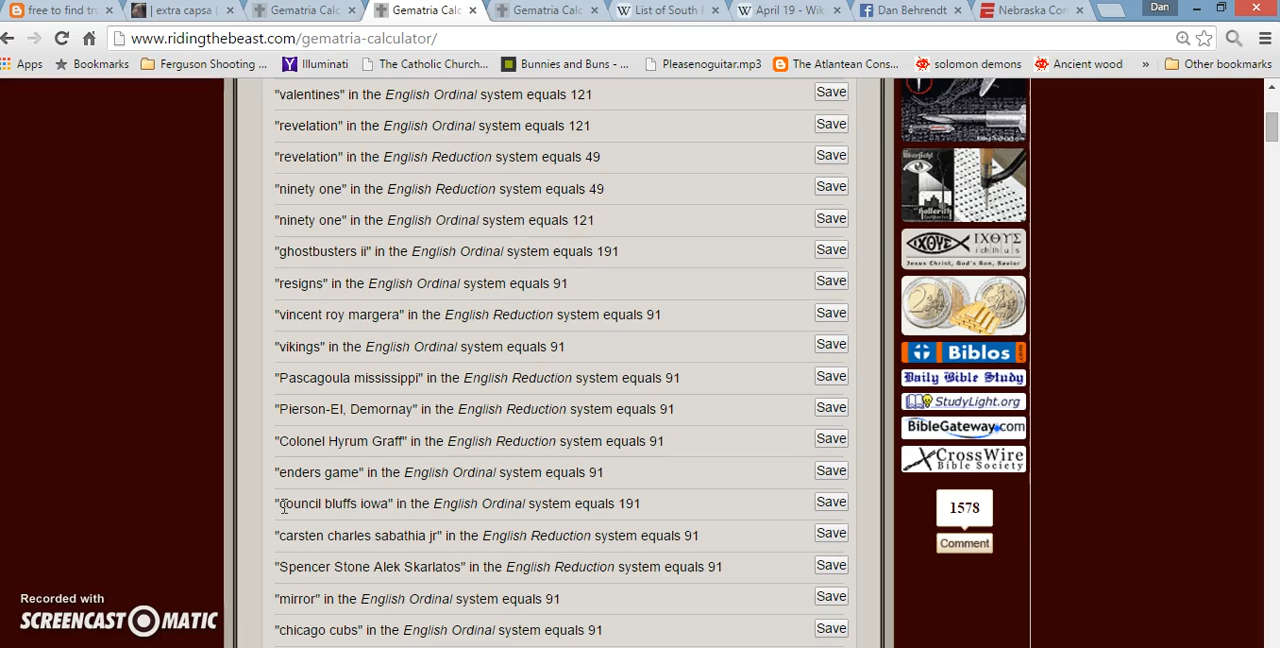 free to find tru
| extra capsa
Gematria Calc
Gematria Calc
Gematria Calc
List of South
April 19 - Wik
Dan Behrendt
Nebraska Cor
Dan
www.ridingthebeast.com/gematria-calculator/
Apps
Bookmarks
Ferguson Shooting ...
Illuminati
The Catholic Church...
Bunnies and Buns - ...
Pleasenoguitar.mp3
The Atlantean Cons...
solomon demons
Ancient wood
»
Other bookmarks
"valentines" in the English Ordinal system equals 121 Save
"revelation" in the English Ordinal system equals 121 Save
"revelation" in the English Reduction system equals 49 Save
"ninety one" in the English Reduction system equals 49 Save
"ninety one" in the English Ordinal system equals 121 Save
"ghostbusters ii" in the English Ordinal system equals 191 Save
"resigns" in the English Ordinal system equals 91 Save
"vincent roy margera" in the English Reduction system equals 91 Save
"vikings" in the English Ordinal system equals 91 Save
"Pascagoula mississippi" in the English Reduction system equals 91 Save
"Pierson-El, Demornay" in the English Reduction system equals 91 Save
"Colonel Hyrum Graff" in the English Reduction system equals 91 Save
"enders game" in the English Ordinal system equals 91 Save
"council bluffs iowa" in the English Ordinal system equals 191 Save
"carsten charles sabathia jr" in the English Reduction system equals 91 Save
"Spencer Stone Alek Skarlatos" in the English Reduction system equals 91 Save
"mirror" in the English Ordinal system equals 91 Save
"chicago cubs" in the English Ordinal system equals 91 Save
hollerith
ΙΧΘΥΣ
ΙΧΘΥΣ
ichthus
Jesus Christ, God's Son, Savior
Biblos.com
Daily Bible Study
StudyLight.org
BibleGateway.com
CrossWire
Bible Society
1578
Comment
Recorded with
SCREENCAST-O-MATIC